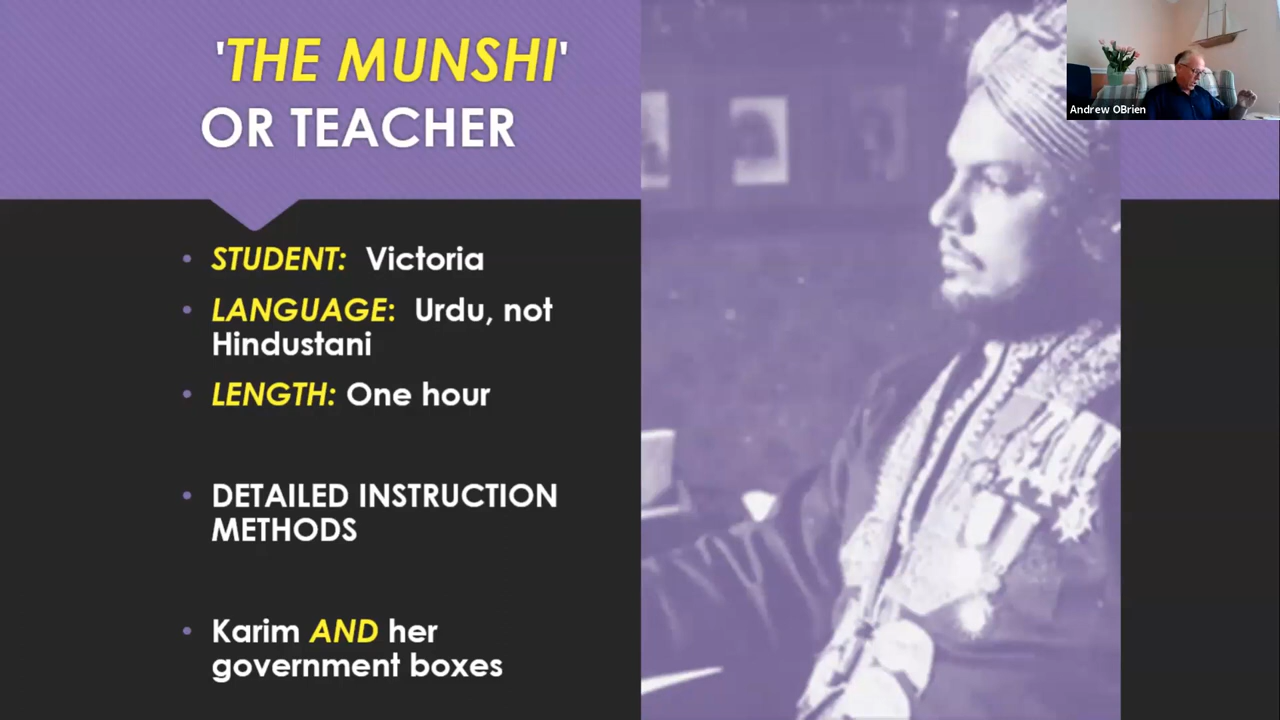 'THE MUNSHI'
OR TEACHER
Andrew OBrien
• STUDENT: Victoria
• LANGUAGE: Urdu, not
Hindustani
• LENGTH: One hour
• DETAILED INSTRUCTION
METHODS
• Karim AND her
government boxes